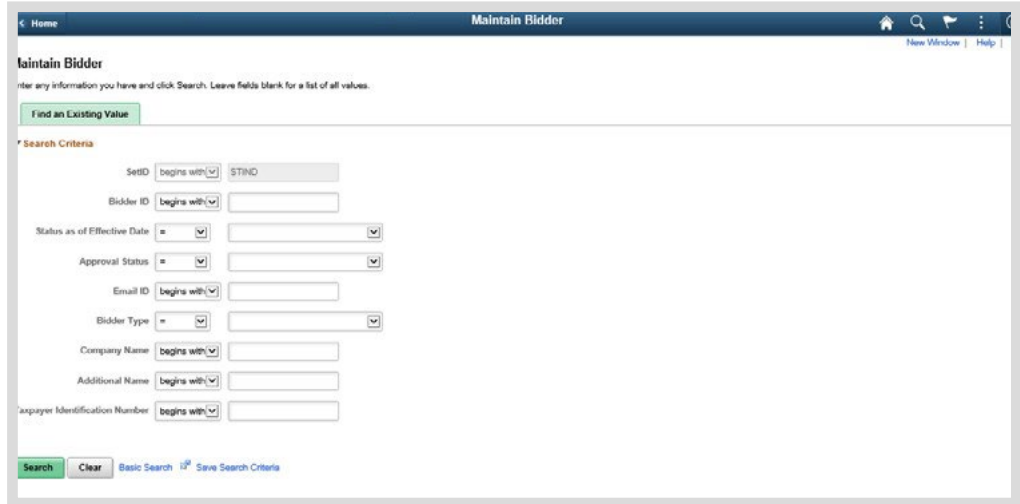 Home Maintain Bidder
New Window | Help |
Maintain Bidder
nter any information you have and click Search. Leave fields blank for a list of all values.
Find an Existing Value
Search Criteria
SetID begins with STIND
Bidder ID begins with
Status as of Effective Date =
Approval Status =
Email ID begins with
Bidder Type =
Company Name begins with
Additional Name begins with
Taxpayer Identification Number begins with
Search Clear Basic Search Save Search Criteria